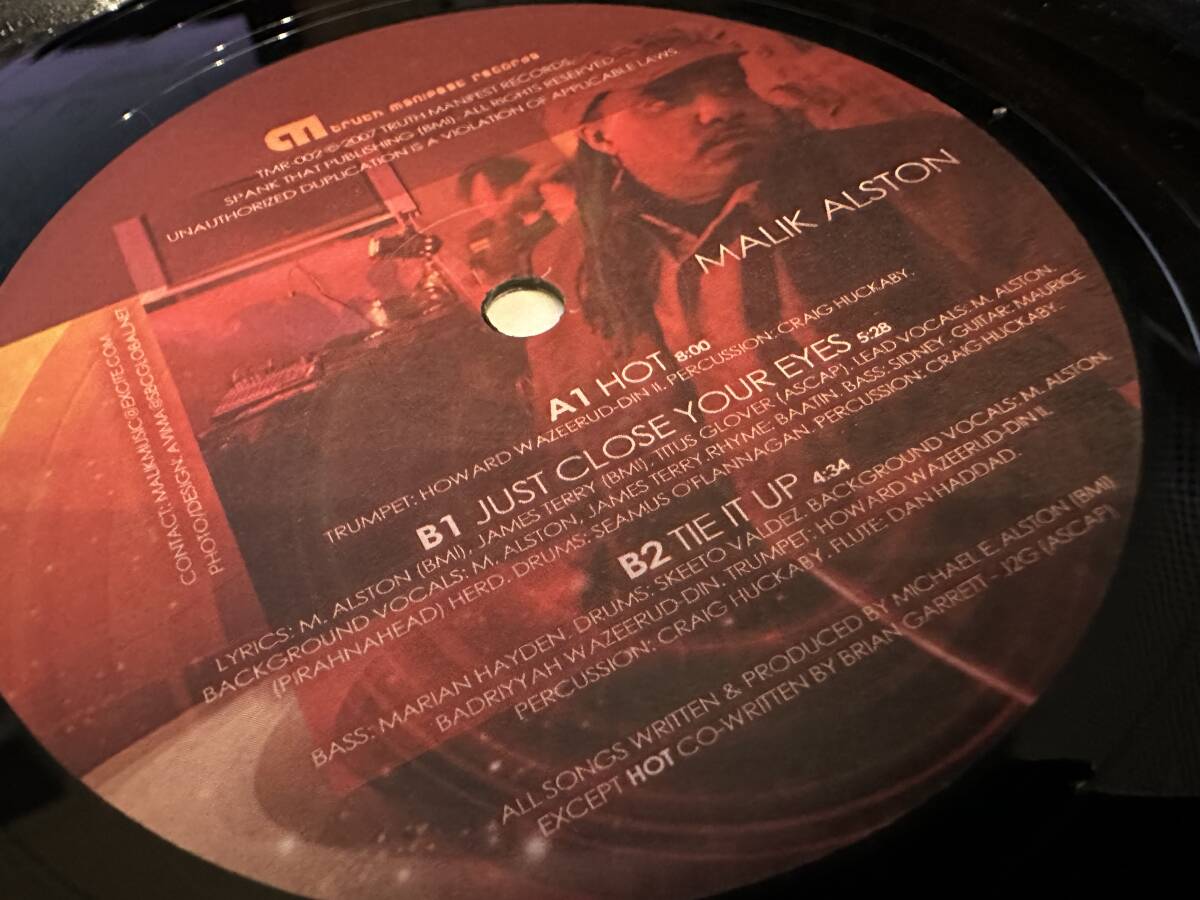 truth manifest records
TMR-002 ©2007 TRUTH MANIFEST RECORDS.
SPANK THAT PUBLISHING (BMI). ALL RIGHTS RESERVED
UNAUTHORIZED DUPLICATION IS A VIOLATION OF APPLICABLE LAWS
MALIK ALSTON
CONTACT: MALIKMUSIC@EXCITE.COM
PHOTO/DESIGN: AVIMA@SBCGLOBAL.NET
A1 HOT 8:00
TRUMPET: HOWARD WAZEERUD-DIN II. PERCUSSION: CRAIG HUCKABY.
B1 JUST CLOSE YOUR EYES 5:28
LYRICS: M. ALSTON (BMI), JAMES TERRY (BMI), TITUS GLOVER (ASCAP). LEAD VOCALS: M. ALSTON.
BACKGROUND VOCALS: M. ALSTON, JAMES TERRY. RHYME: BAATIN. BASS: SIDNEY. GUITAR: MAURICE
(PIRAHNAHEAD) HERD. DRUMS: SEAMUS O'FLANNAGAN. PERCUSSION: CRAIG HUCKABY.
B2 TIE IT UP 4:34
BASS: MARIAN HAYDEN. DRUMS: SKEETO VALDEZ. BACKGROUND VOCALS: M. ALSTON.
BADRIYYAH WAZEERUD-DIN. TRUMPET: HOWARD WAZEERUD-DIN II.
PERCUSSION: CRAIG HUCKABY. FLUTE: DAN HADDAD.
ALL SONGS WRITTEN & PRODUCED BY MICHAEL E. ALSTON (BMI)
EXCEPT HOT CO-WRITTEN BY BRIAN GARRETT - J2G (ASCAP)